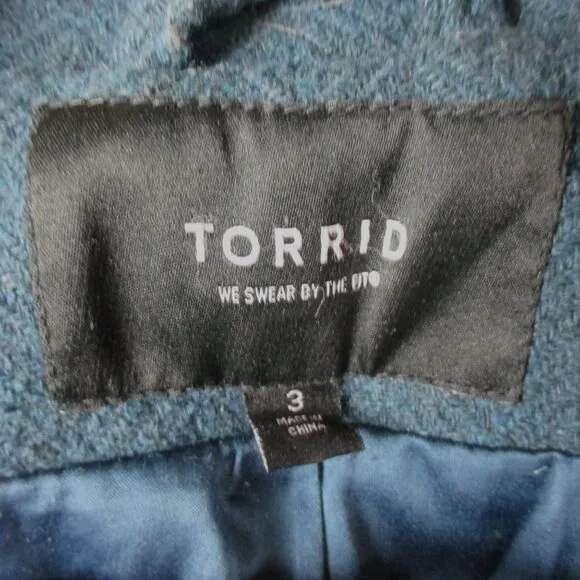 TORRID
WE SWEAR BY THE FIT®
3
MADE IN
CHINA